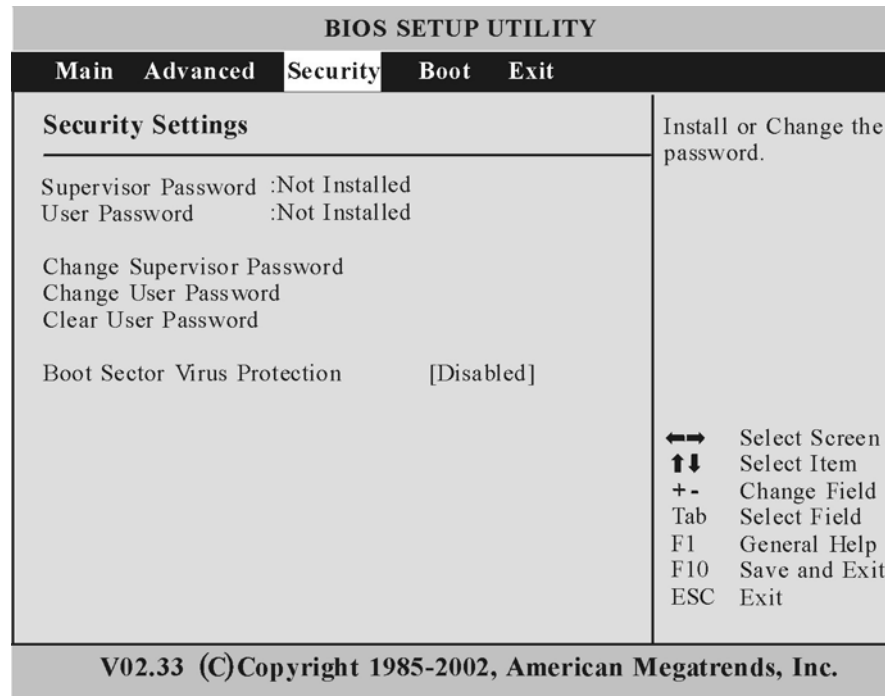 BIOS SETUP UTILITY
Main Advanced Security Boot Exit
Security Settings
Supervisor Password :Not Installed
User Password :Not Installed
Change Supervisor Password
Change User Password
Clear User Password
Boot Sector Virus Protection [Disabled]
Install or Change the
password.
←→ Select Screen
↑↓ Select Item
+- Change Field
Tab Select Field
F1 General Help
F10 Save and Exit
ESC Exit
V02.33 (C)Copyright 1985-2002, American Megatrends, Inc.